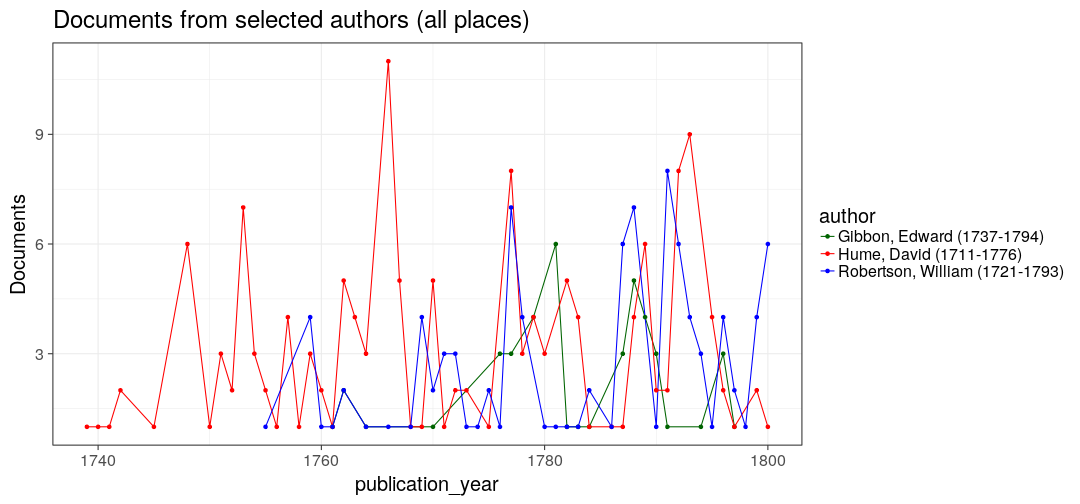 Documents from selected authors (all places)
9
6
3
Documents
1740
1760
1780
1800
publication_year
author
Gibbon, Edward (1737-1794)
Hume, David (1711-1776)
Robertson, William (1721-1793)